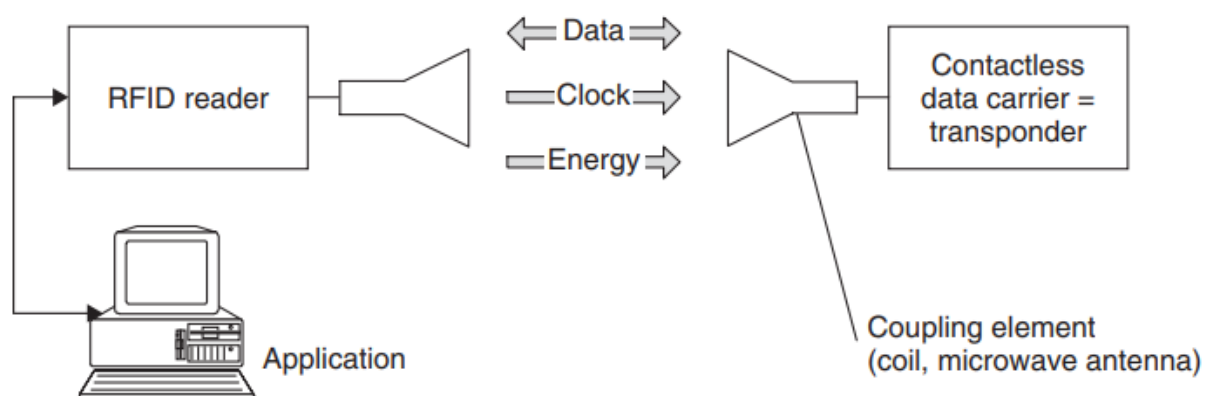 RFID reader
Data
Clock
Energy
Contactless
data carrier =
transponder
Application
Coupling element
(coil, microwave antenna)